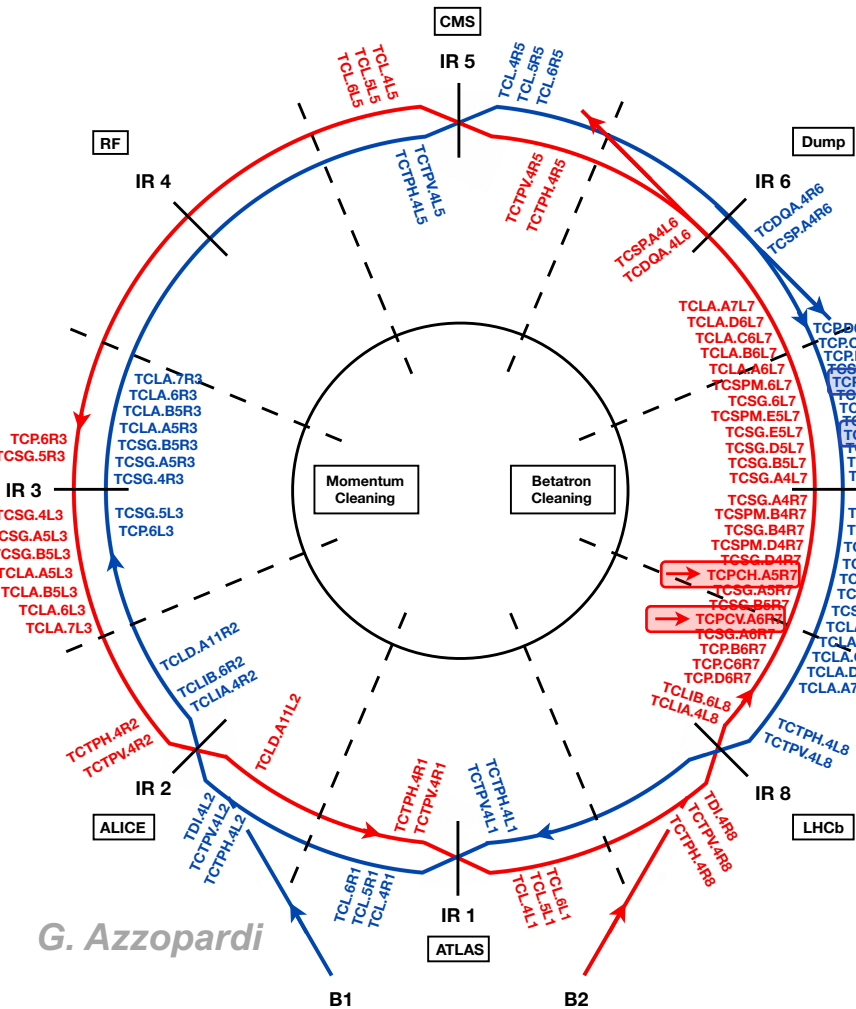 CMS
IR 5
TCL.4L5
TCL.5L5
TCL.6L5
TCL.4R5
TCL.5R5
TCL.6R5
TCTPV.4L5
TCTPH.4L5
TCTPV.4R5
TCTPH.4R5
RF
IR 4
Dump
IR 6
TCDQA.4R6
TCSP.A4R6
TCSP.A4L6
TCDQA.4L6
TCLA.A7L7
TCLA.D6L7
TCLA.C6L7
TCLA.B6L7
TCLA.A6L7
TCSPM.6L7
TCSG.6L7
TCSPM.E5L7
TCSG.E5L7
TCSG.D5L7
TCSG.B5L7
TCSG.A4L7
TCSG.A4R7
TCSPM.B4R7
TCSG.B4R7
TCSPM.D4R7
TCSG.D4R7
TCPCH.A5R7
TCSG.A5R7
TCSG.B5R7
TCPCV.A6R7
TCSG.A6R7
TCP.B6R7
TCP.C6R7
TCP.D6R7
TCLIB.6L8
TCLIA.4L8
TCLA.7R3
TCLA.6R3
TCLA.B5R3
TCLA.A5R3
TCSG.B5R3
TCSG.A5R3
TCSG.4R3
TCP.6R3
TCSG.5R3
IR 3
TCSG.5L3
TCP.6L3
TCSG.4L3
TCSG.A5L3
TCSG.B5L3
TCLA.A5L3
TCLA.B5L3
TCLA.6L3
TCLA.7L3
Momentum
Cleaning
Betatron
Cleaning
TCLD.A11R2
TCLIB.6R2
TCLIA.4R2
TCLD.A11L2
TCTPH.4R2
TCTPV.4R2
IR 2
ALICE
TDI.4L2
TCTPV.4L2
TCTPH.4L2
TCTPH.4R1
TCTPV.4R1
TCTPH.4L1
TCTPV.4L1
TCL.6R1
TCL.5R1
TCL.4R1
TCL.6L1
TCL.5L1
TCL.4L1
IR 1
ATLAS
TDI.4R8
TCTPV.4R8
TCTPH.4R8
TCTPH.4L8
TCTPV.4L8
IR 8
LHCb
G. Azzopardi
B1
B2